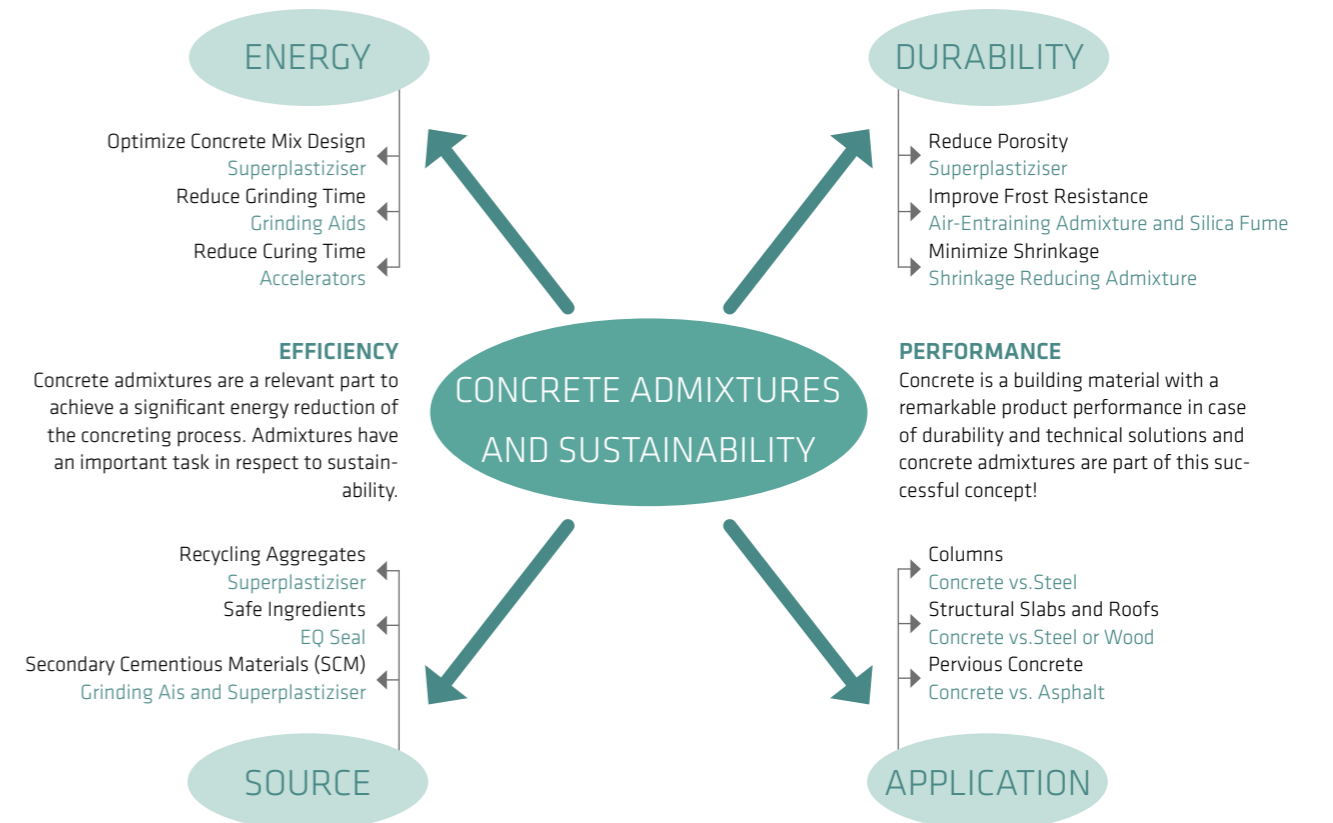 ENERGY
Optimize Concrete Mix Design
Superplastiziser
Reduce Grinding Time
Grinding Aids
Reduce Curing Time
Accelerators
DURABILITY
Reduce Porosity
Superplastiziser
Improve Frost Resistance
Air-Entraining Admixture and Silica Fume
Minimize Shrinkage
Shrinkage Reducing Admixture
EFFICIENCY
Concrete admixtures are a relevant part to
achieve a significant energy reduction of
the concreting process. Admixtures have
an important task in respect to sustain-
ability.
CONCRETE ADMIXTURES
AND SUSTAINABILITY
PERFORMANCE
Concrete is a building material with a
remarkable product performance in case
of durability and technical solutions and
concrete admixtures are part of this suc-
cessful concept!
Recycling Aggregates
Superplastiziser
Safe Ingredients
EQ Seal
Secondary Cementious Materials (SCM)
Grinding Ais and Superplastiziser
SOURCE
Columns
Concrete vs.Steel
Structural Slabs and Roofs
Concrete vs.Steel or Wood
Pervious Concrete
Concrete vs. Asphalt
APPLICATION